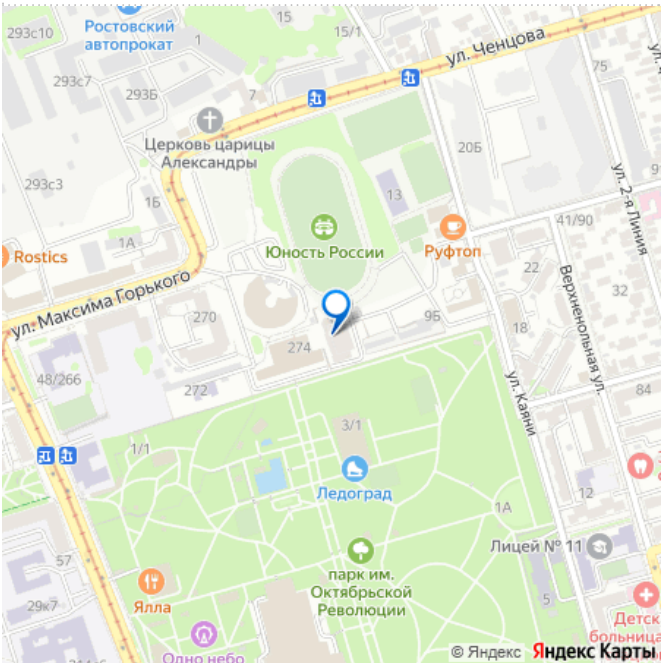 293с10
Ростовский
автопрокат
1
15
15/1
ул. Ченцова
293с7
293Б
7
75
Церковь царицы
Александры
20Б
293с3
13
1Б
1А
Юность России
Руфтоп
41/90
ул. 2-я Линия
Rostics
22
Верхненольная ул.
32
ул. Максима Горького
270
9Б
18
274
48/266
272
ул. Каяни
84
1/1
3/1
Ледоград
12
1А
57
Лицей № 11
парк им.
Октябрьской
Революции
29к7
Ялла
5
Детск
больница
Одно небо
© Яндекс Яндекс Карты